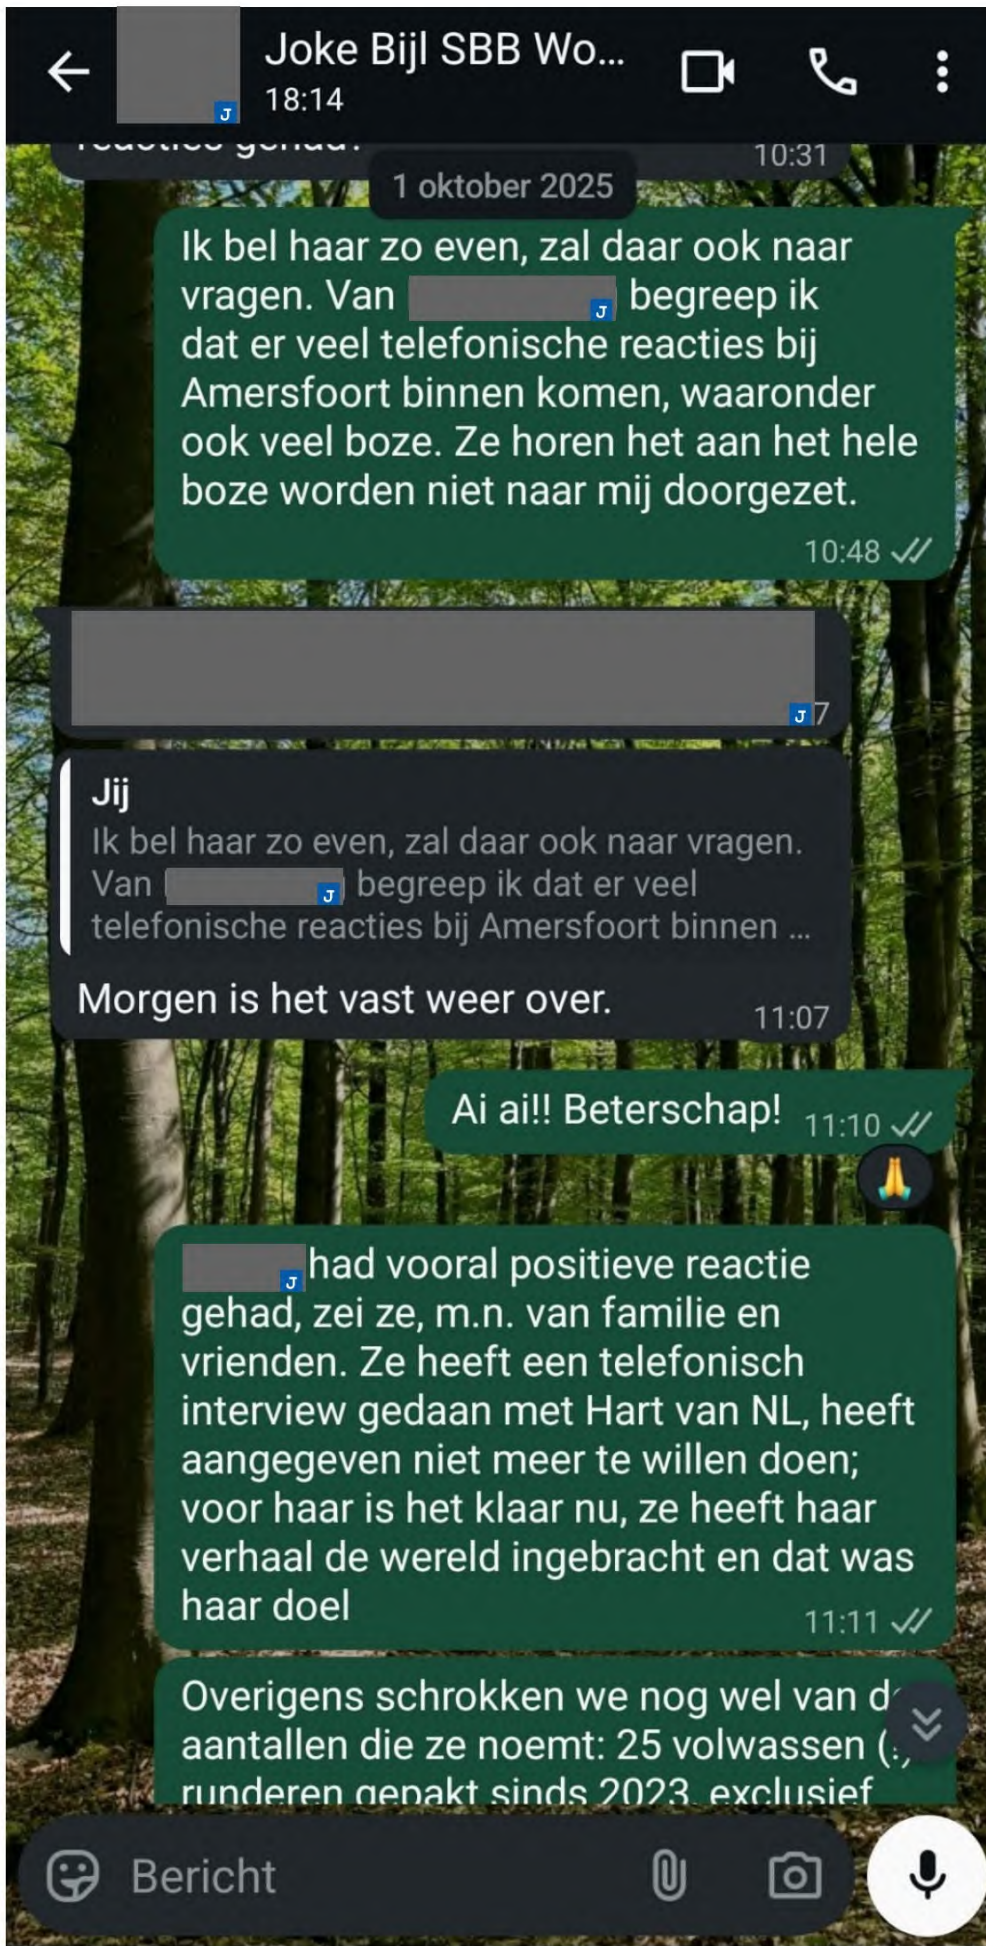 Joke Bijl SBB Wo...
18:14
J
reacties gehad?
10:31
1 oktober 2025
Ik bel haar zo even, zal daar ook naar
vragen. Van J begreep ik
dat er veel telefonische reacties bij
Amersfoort binnen komen, waaronder
ook veel boze. Ze horen het aan het hele
boze worden niet naar mij doorgezet.
10:48
J 7
Jij
Ik bel haar zo even, zal daar ook naar vragen.
Van J begreep ik dat er veel
telefonische reacties bij Amersfoort binnen ...
Morgen is het vast weer over.
11:07
Ai ai!! Beterschap! 11:10
J had vooral positieve reactie
gehad, zei ze, m.n. van familie en
vrienden. Ze heeft een telefonisch
interview gedaan met Hart van NL, heeft
aangegeven niet meer te willen doen;
voor haar is het klaar nu, ze heeft haar
verhaal de wereld ingebracht en dat was
haar doel
11:11
Overigens schrokken we nog wel van de
aantallen die ze noemt: 25 volwassen (!)
runderen gepakt sinds 2023, exclusief
Bericht